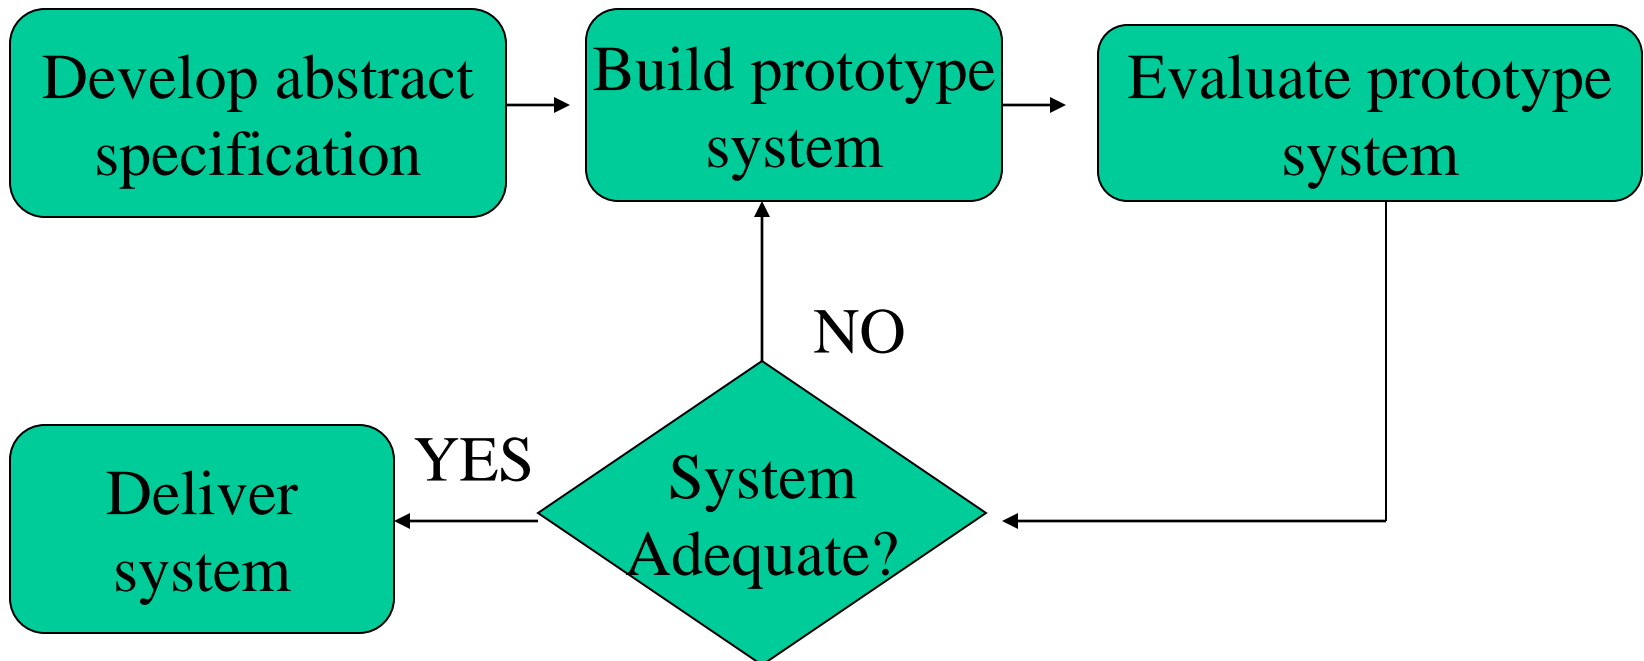 Develop abstract
specification
Build prototype
system
Evaluate prototype
system
NO
YES
System
Adequate?
Deliver
system